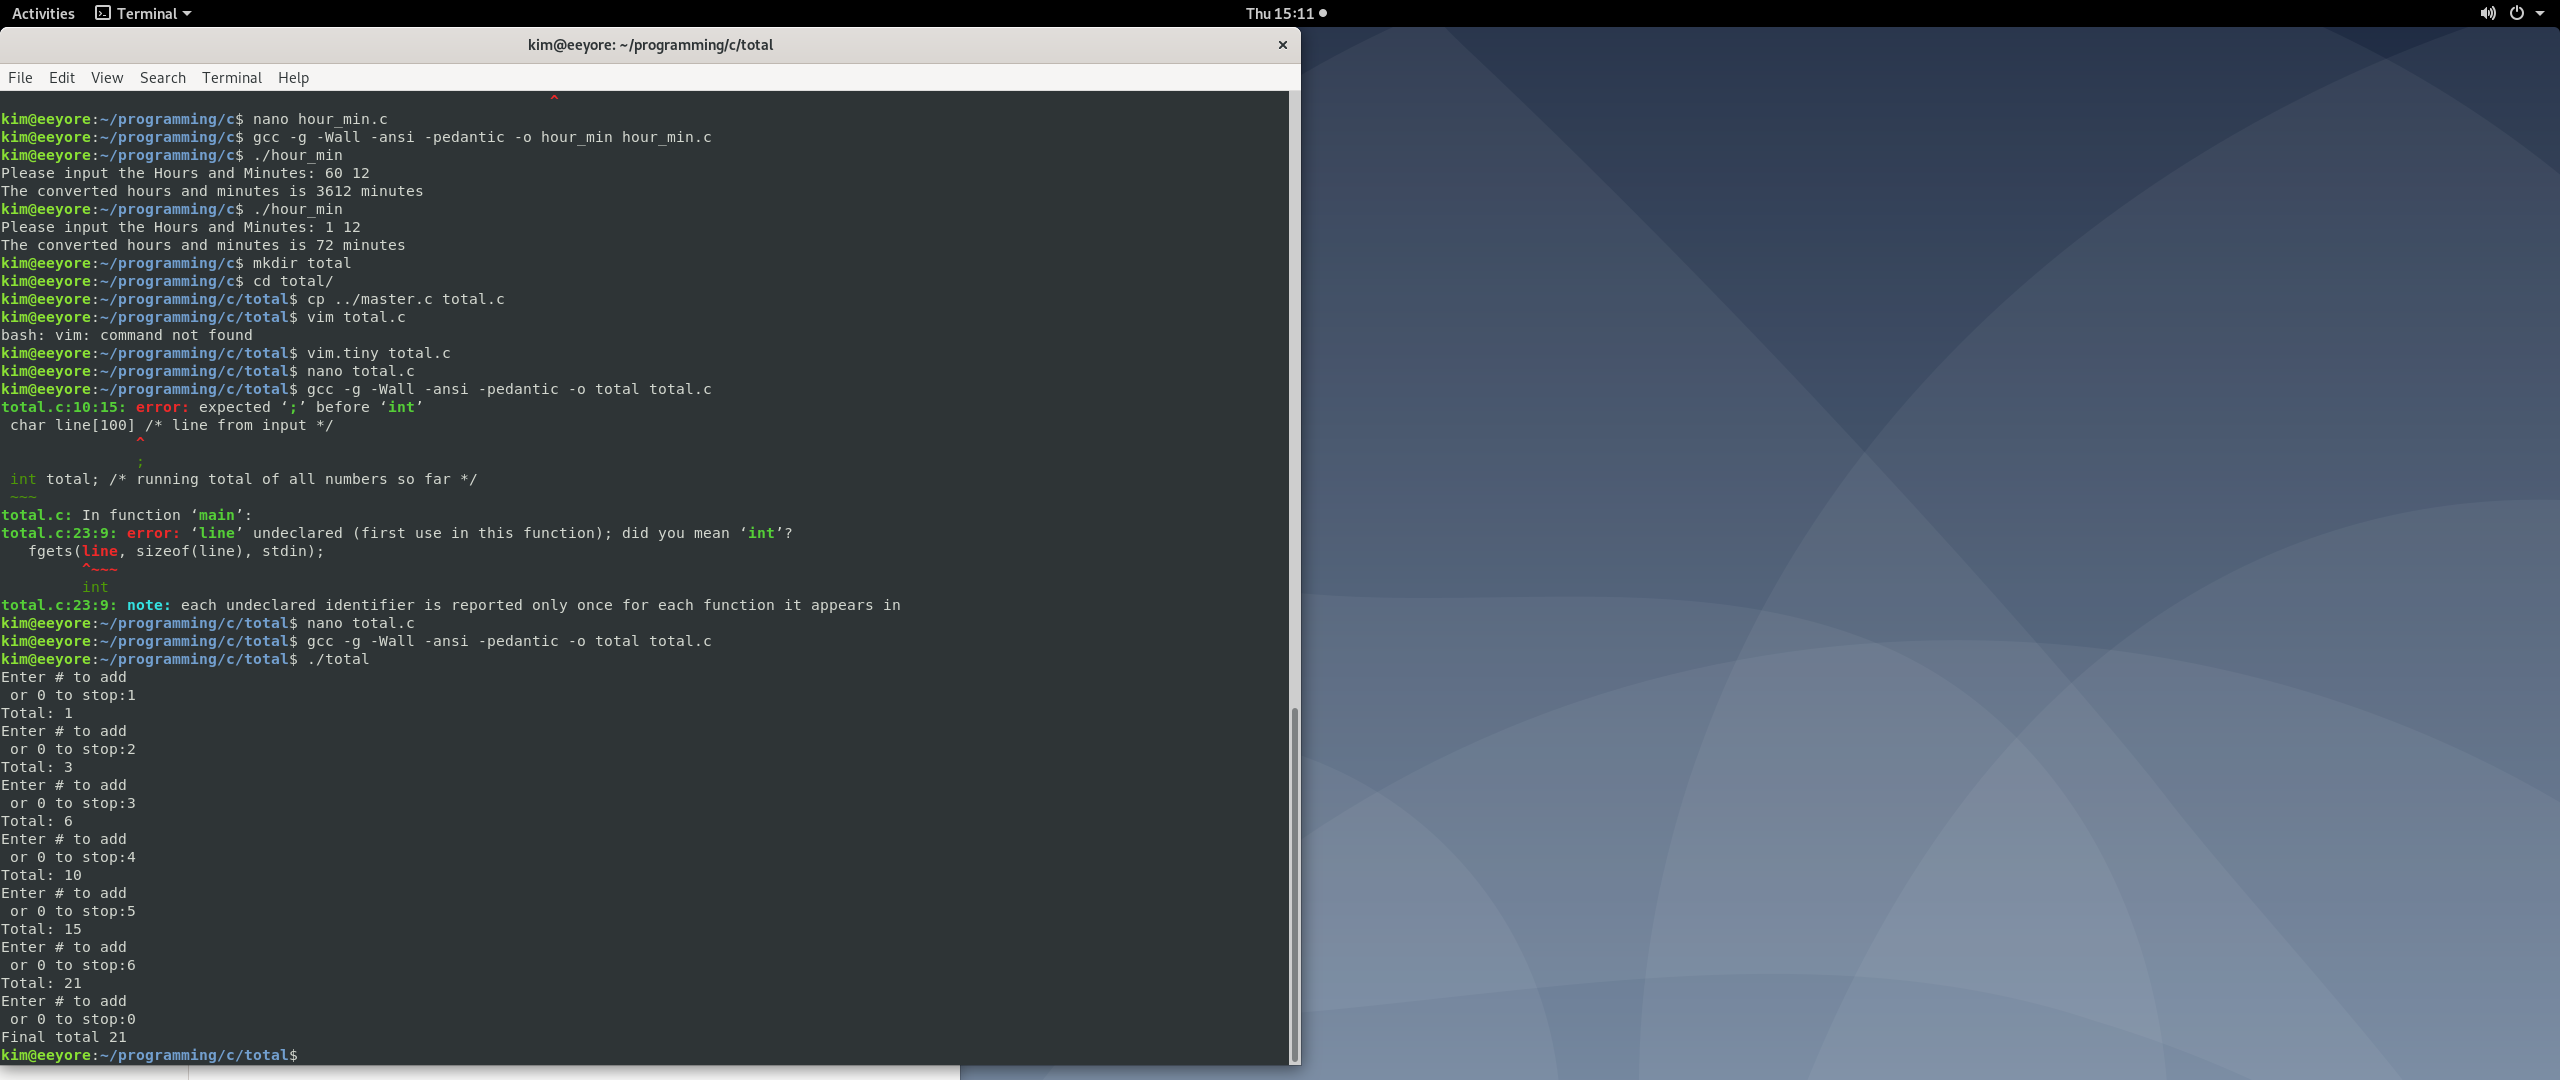 Activities Terminal Thu 15:11
kim@eeyore: ~/programming/c/total
File Edit View Search Terminal Help
^
kim@eeyore:~/programming/c$ nano hour_min.c
kim@eeyore:~/programming/c$ gcc -g -Wall -ansi -pedantic -o hour_min hour_min.c
kim@eeyore:~/programming/c$ ./hour_min
Please input the Hours and Minutes: 60 12
The converted hours and minutes is 3612 minutes
kim@eeyore:~/programming/c$ ./hour_min
Please input the Hours and Minutes: 1 12
The converted hours and minutes is 72 minutes
kim@eeyore:~/programming/c$ mkdir total
kim@eeyore:~/programming/c$ cd total/
kim@eeyore:~/programming/c/total$ cp ../master.c total.c
kim@eeyore:~/programming/c/total$ vim total.c
bash: vim: command not found
kim@eeyore:~/programming/c/total$ vim.tiny total.c
kim@eeyore:~/programming/c/total$ nano total.c
kim@eeyore:~/programming/c/total$ gcc -g -Wall -ansi -pedantic -o total total.c
total.c:10:15: error: expected ‘;’ before ‘int’
 char line[100] /* line from input */
               ^
               ;
 int total; /* running total of all numbers so far */
 ~~~
total.c: In function ‘main’:
total.c:23:9: error: ‘line’ undeclared (first use in this function); did you mean ‘int’?
   fgets(line, sizeof(line), stdin);
         ^~~~
         int
total.c:23:9: note: each undeclared identifier is reported only once for each function it appears in
kim@eeyore:~/programming/c/total$ nano total.c
kim@eeyore:~/programming/c/total$ gcc -g -Wall -ansi -pedantic -o total total.c
kim@eeyore:~/programming/c/total$ ./total
Enter # to add
 or 0 to stop:1
Total: 1
Enter # to add
 or 0 to stop:2
Total: 3
Enter # to add
 or 0 to stop:3
Total: 6
Enter # to add
 or 0 to stop:4
Total: 10
Enter # to add
 or 0 to stop:5
Total: 15
Enter # to add
 or 0 to stop:6
Total: 21
Enter # to add
 or 0 to stop:0
Final total 21
kim@eeyore:~/programming/c/total$